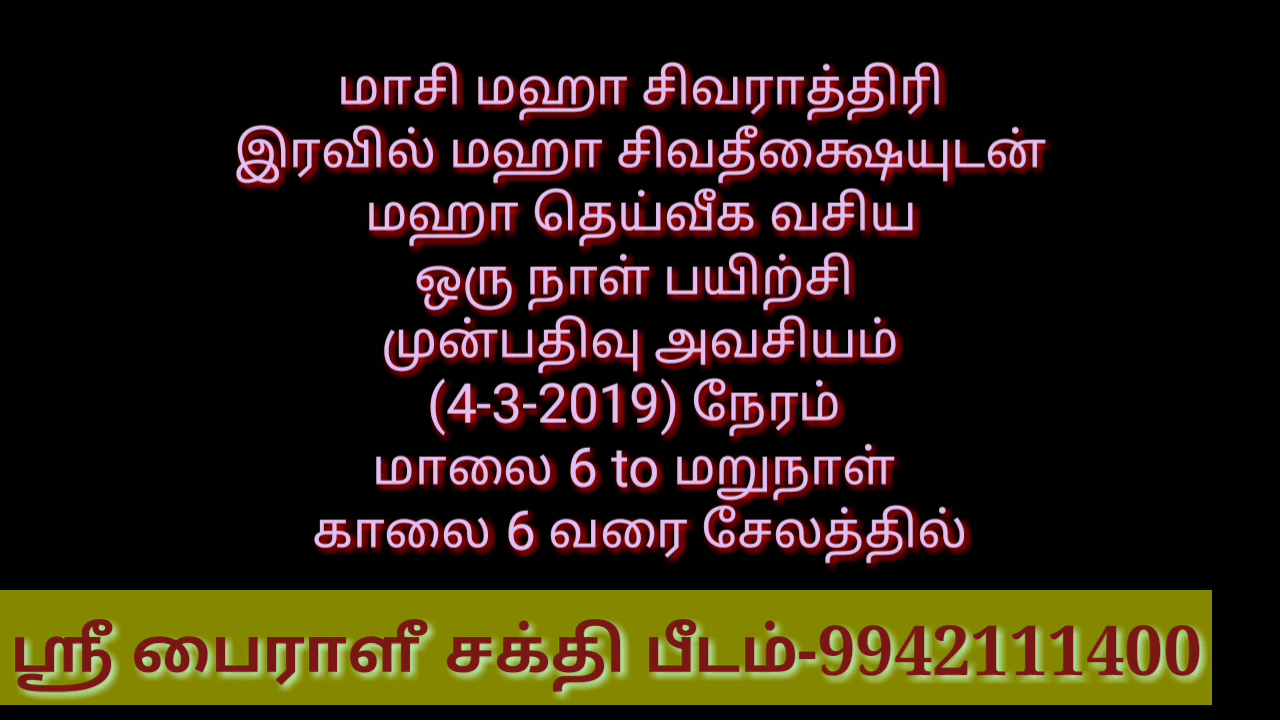 மாசி மஹா சிவராத்திரி
இரவில் மஹா சிவதீக்ஷையுடன்
மஹா தெய்வீக வசிய
ஒரு நாள் பயிற்சி
முன்பதிவு அவசியம்
(4-3-2019) நேரம்
மாலை 6 to மறுநாள்
காலை 6 வரை சேலத்தில்
ஸ்ரீ பைராளீ சக்தி பீடம்-9942111400